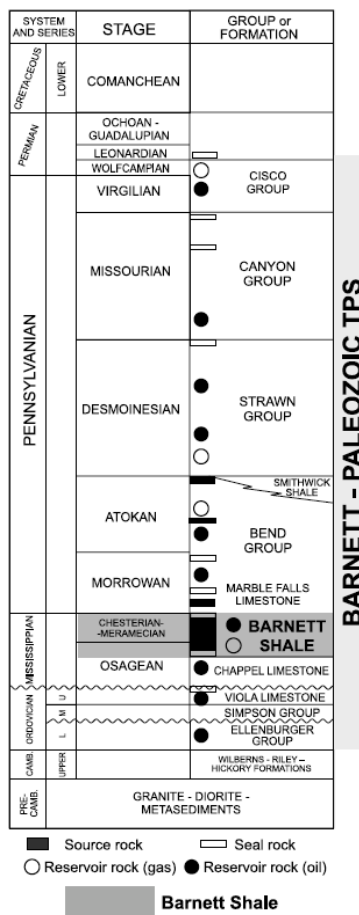 SYSTEM AND SERIES
STAGE
GROUP or FORMATION
CRETACEOUS
LOWER
COMANCHEAN
PERMIAN
OCHOAN -
GUADALUPIAN
LEONARDIAN
WOLFCAMPIAN
CISCO
GROUP
PENNSYLVANIAN
VIRGILIAN
MISSOURIAN
CANYON
GROUP
DESMOINESIAN
STRAWN
GROUP
SMITHWICK
SHALE
ATOKAN
BEND
GROUP
MORROWAN
MARBLE FALLS
LIMESTONE
MISSISSIPPIAN
CHESTERIAN-
-MERAMECIAN
BARNETT
SHALE
OSAGEAN
CHAPPEL LIMESTONE
ORDOVICIAN
U
VIOLA LIMESTONE
M
SIMPSON GROUP
L
ELLENBURGER
GROUP
CAMB.
UPPER
WILBERNS - RILEY –
HICKORY FORMATIONS
PRE-
CAMB.
GRANITE - DIORITE -
METASEDIMENTS
BARNETT - PALEOZOIC TPS
Source rock
Seal rock
Reservoir rock (gas)
Reservoir rock (oil)
Barnett Shale